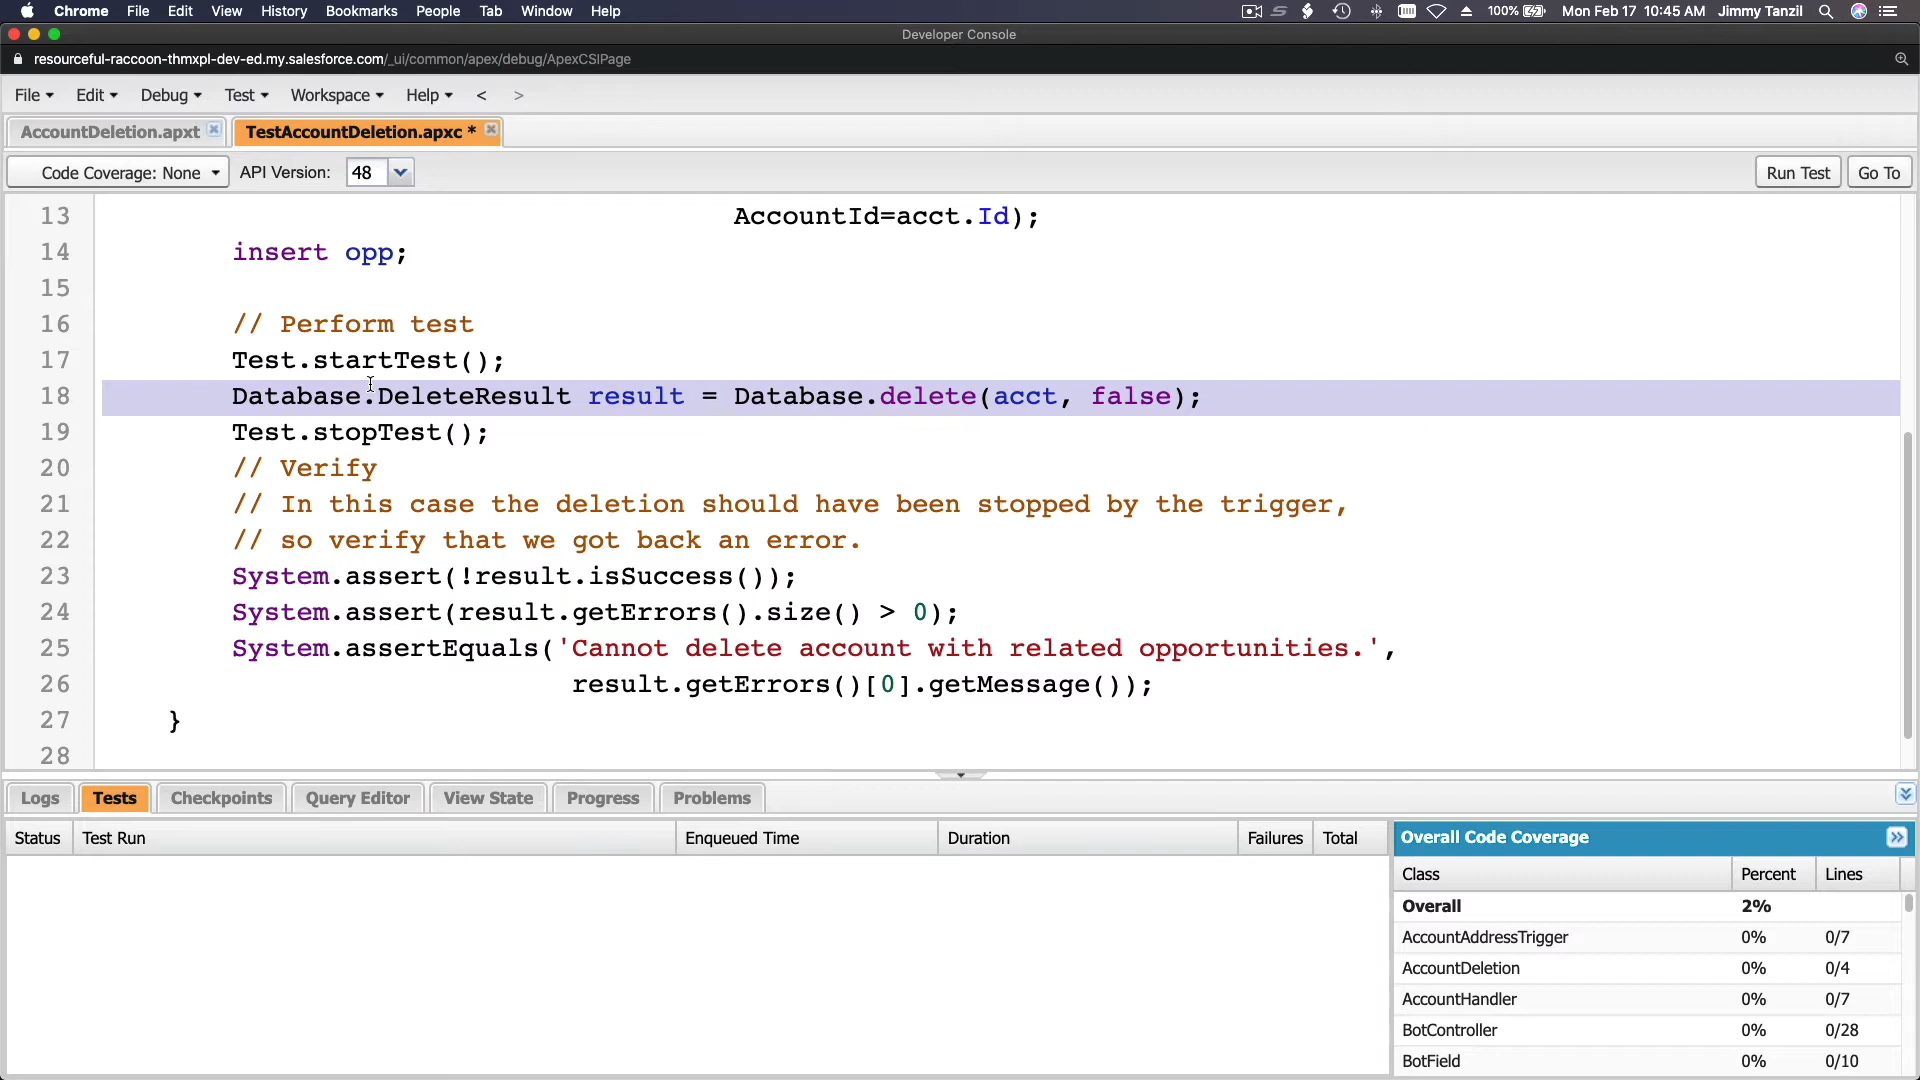 Chrome File Edit View History Bookmarks People Tab Window Help 100% Mon Feb 17 10:45 AM Jimmy Tanzil
Developer Console
resourceful-raccoon-thmxpl-dev-ed.my.salesforce.com/_ui/common/apex/debug/ApexCSIPage
File Edit Debug Test Workspace Help < >
AccountDeletion.apxt TestAccountDeletion.apxc *
Code Coverage: None API Version: 48 Run Test Go To
13 AccountId=acct.Id);
14 insert opp;
15
16 // Perform test
17 Test.startTest();
18 Database.DeleteResult result = Database.delete(acct, false);
19 Test.stopTest();
20 // Verify
21 // In this case the deletion should have been stopped by the trigger,
22 // so verify that we got back an error.
23 System.assert(!result.isSuccess());
24 System.assert(result.getErrors().size() > 0);
25 System.assertEquals('Cannot delete account with related opportunities.',
26 result.getErrors()[0].getMessage());
27 }
28
Logs Tests Checkpoints Query Editor View State Progress Problems
Status Test Run Enqueued Time Duration Failures Total
Overall Code Coverage
Class Percent Lines
Overall 2%
AccountAddressTrigger 0% 0/7
AccountDeletion 0% 0/4
AccountHandler 0% 0/7
BotController 0% 0/28
BotField 0% 0/10